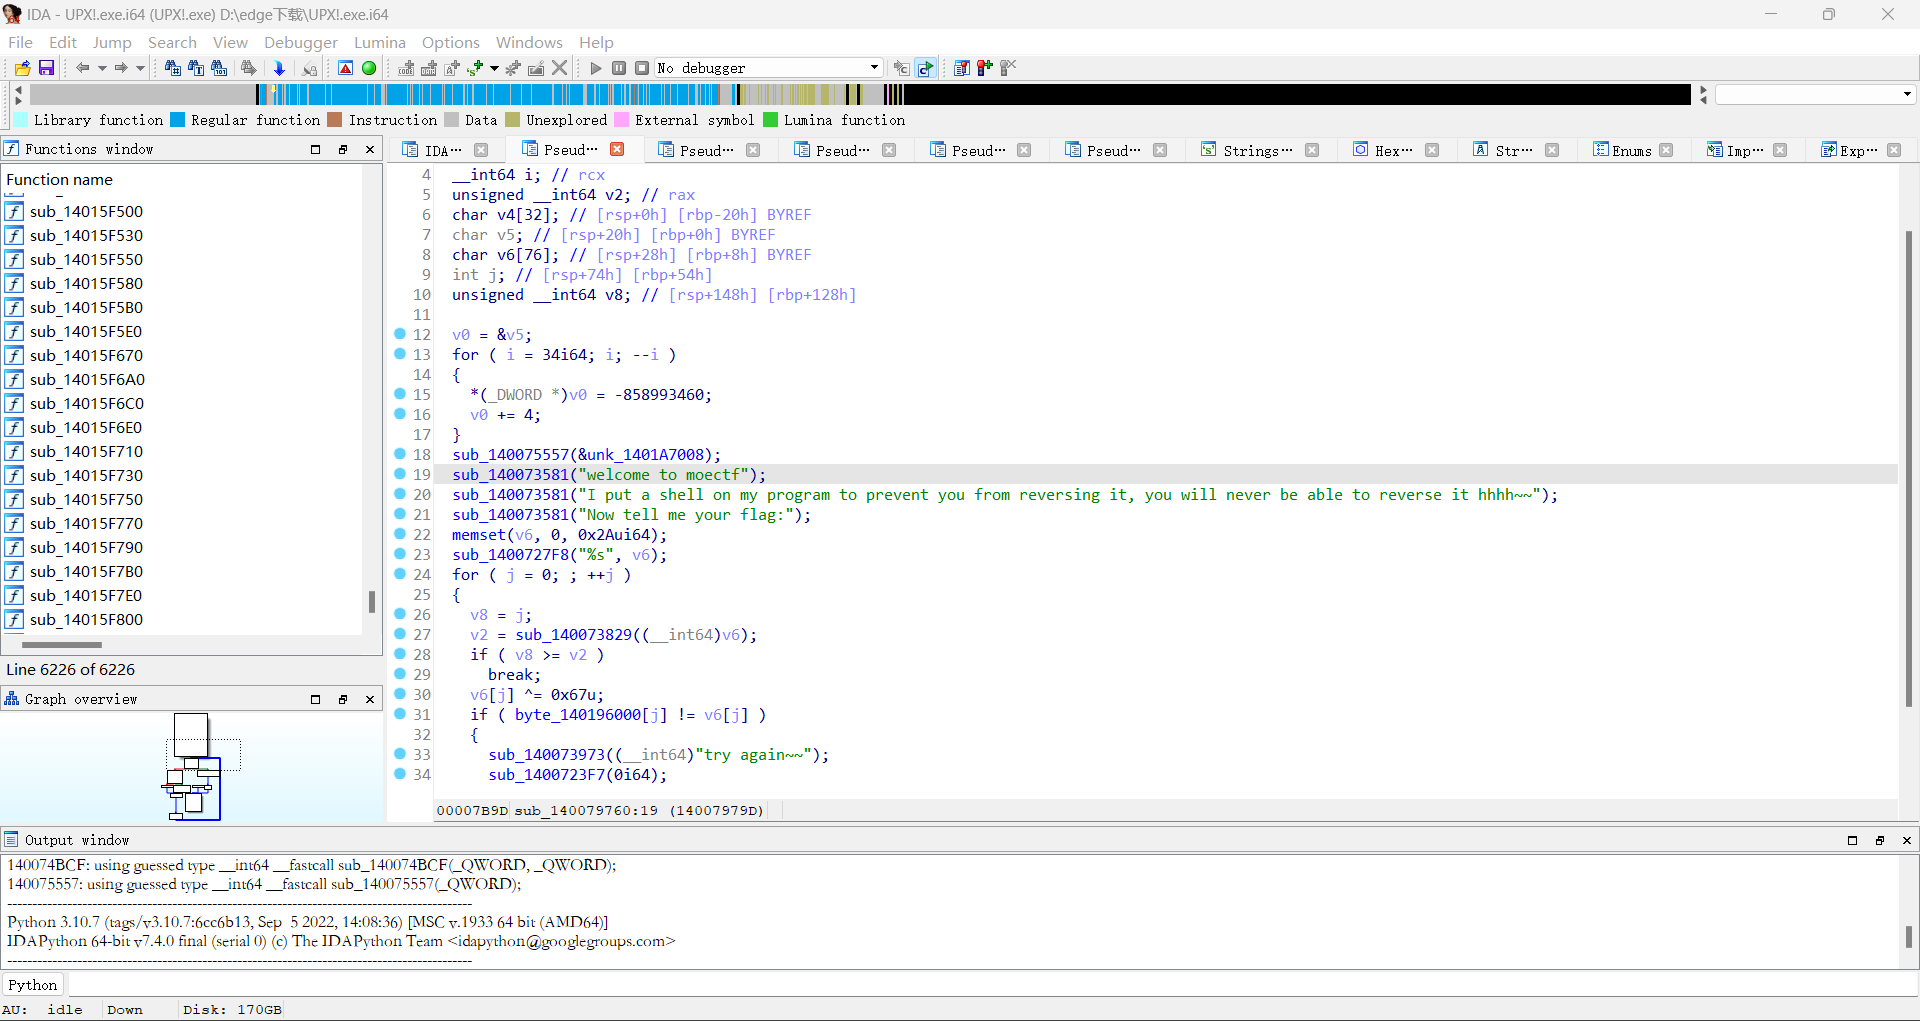 IDA - UPX!.exe.i64 (UPX!.exe) D:\edge下载\UPX!.exe.i64
File Edit Jump Search View Debugger Lumina Options Windows Help
No debugger
Library function Regular function Instruction Data Unexplored External symbol Lumina function
Functions window
IDA··· Pseud··· Pseud··· Pseud··· Pseud··· Pseud··· Strings··· Hex··· Str··· Enums Imp··· Exp···
Function name
sub_14015F500
sub_14015F530
sub_14015F550
sub_14015F580
sub_14015F5B0
sub_14015F5E0
sub_14015F670
sub_14015F6A0
sub_14015F6C0
sub_14015F6E0
sub_14015F710
sub_14015F730
sub_14015F750
sub_14015F770
sub_14015F790
sub_14015F7B0
sub_14015F7E0
sub_14015F800
Line 6226 of 6226
Graph overview
4 __int64 i; // rcx
5 unsigned __int64 v2; // rax
6 char v4[32]; // [rsp+0h] [rbp-20h] BYREF
7 char v5; // [rsp+20h] [rbp+0h] BYREF
8 char v6[76]; // [rsp+28h] [rbp+8h] BYREF
9 int j; // [rsp+74h] [rbp+54h]
10 unsigned __int64 v8; // [rsp+148h] [rbp+128h]
11
12 v0 = &v5;
13 for ( i = 34i64; i; --i )
14 {
15 *(_DWORD *)v0 = -858993460;
16 v0 += 4;
17 }
18 sub_140075557(&unk_1401A7008);
19 sub_140073581("welcome to moectf");
20 sub_140073581("I put a shell on my program to prevent you from reversing it, you will never be able to reverse it hhhh~~");
21 sub_140073581("Now tell me your flag:");
22 memset(v6, 0, 0x2Aui64);
23 sub_1400727F8("%s", v6);
24 for ( j = 0; ; ++j )
25 {
26 v8 = j;
27 v2 = sub_140073829((__int64)v6);
28 if ( v8 >= v2 )
29 break;
30 v6[j] ^= 0x67u;
31 if ( byte_140196000[j] != v6[j] )
32 {
33 sub_140073973((__int64)"try again~~");
34 sub_1400723F7(0i64);
00007B9D sub_140079760:19 (14007979D)
Output window
140074BCF: using guessed type __int64 __fastcall sub_140074BCF(_QWORD, _QWORD);
140075557: using guessed type __int64 __fastcall sub_140075557(_QWORD);
---------------------------------------------------------------------------------------------
Python 3.10.7 (tags/v3.10.7:6cc6b13, Sep  5 2022, 14:08:36) [MSC v.1933 64 bit (AMD64)]
IDAPython 64-bit v7.4.0 final (serial 0) (c) The IDAPython Team <idapython@googlegroups.com>
---------------------------------------------------------------------------------------------
Python
AU: idle Down Disk: 170GB